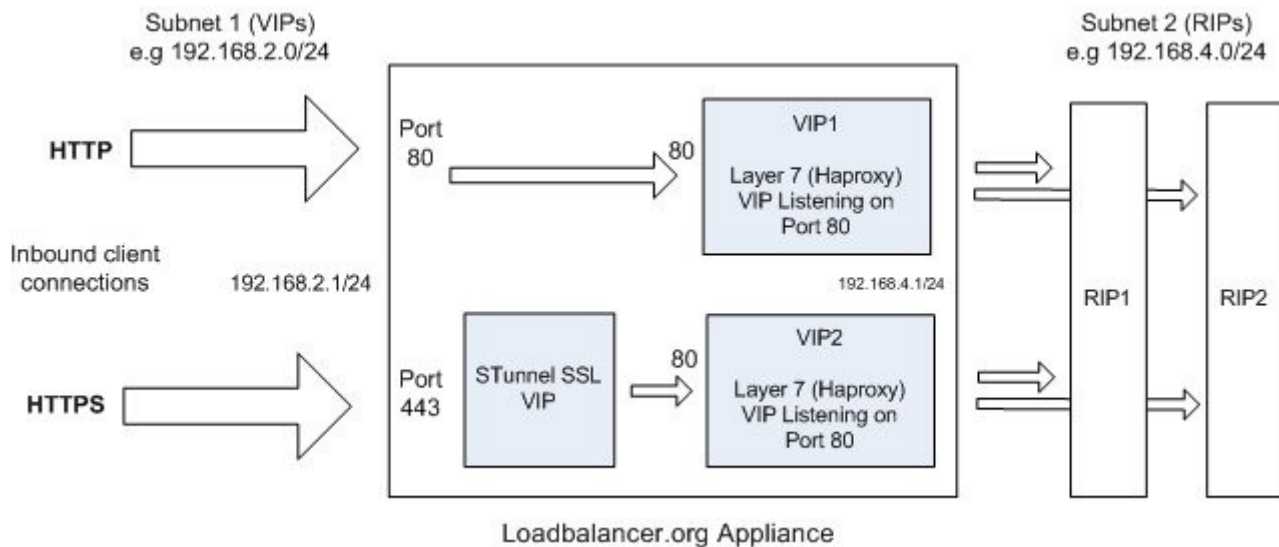 Subnet 1 (VIPs)
e.g 192.168.2.0/24
Subnet 2 (RIPs)
e.g 192.168.4.0/24
HTTP
Port
80
80
VIP1
Layer 7 (Haproxy)
VIP Listening on
Port 80
Inbound client
connections
192.168.2.1/24
192.168.4.1/24
RIP1
RIP2
HTTPS
Port
443
STunnel SSL
VIP
80
VIP2
Layer 7 (Haproxy)
VIP Listening on
Port 80
Loadbalancer.org Appliance